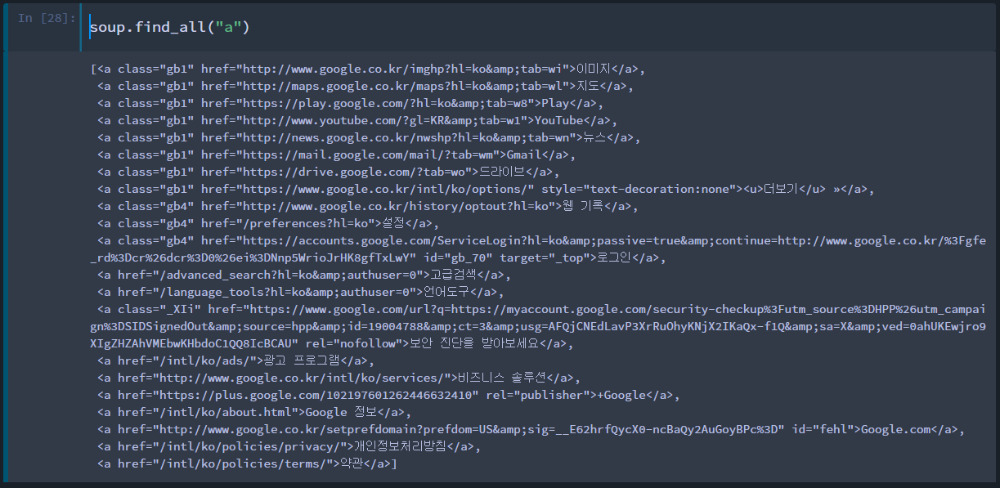 In [28]:
soup.find_all("a")
[<a class="gb1" href="http://www.google.co.kr/imghp?hl=ko&amp;tab=wi">이미지</a>,
<a class="gb1" href="http://maps.google.co.kr/maps?hl=ko&amp;tab=wl">지도</a>,
<a class="gb1" href="https://play.google.com/?hl=ko&amp;tab=w8">Play</a>,
<a class="gb1" href="http://www.youtube.com/?gl=KR&amp;tab=w1">YouTube</a>,
<a class="gb1" href="http://news.google.co.kr/nwshp?hl=ko&amp;tab=wn">뉴스</a>,
<a class="gb1" href="https://mail.google.com/mail/?tab=wm">Gmail</a>,
<a class="gb1" href="https://drive.google.com/?tab=wo">드라이브</a>,
<a class="gb1" href="https://www.google.co.kr/intl/ko/options/" style="text-decoration:none"><u>더보기</u> »</a>,
<a class="gb4" href="http://www.google.co.kr/history/optout?hl=ko">웹 기록</a>,
<a class="gb4" href="/preferences?hl=ko">설정</a>,
<a class="gb4" href="https://accounts.google.com/ServiceLogin?hl=ko&amp;passive=true&amp;continue=http://www.google.co.kr/%3Fgfe
_rd%3Dcr%26dcr%3D0%26ei%3DNnp5WrioJrHK8gfTxLwY" id="gb_70" target="_top">로그인</a>,
<a href="/advanced_search?hl=ko&amp;authuser=0">고급검색</a>,
<a href="/language_tools?hl=ko&amp;authuser=0">언어도구</a>,
<a class="_XIi" href="https://www.google.com/url?q=https://myaccount.google.com/security-checkup%3Futm_source%3DHPP%26utm_campai
gn%3DSIDSignedOut&amp;source=hpp&amp;id=19004788&amp;ct=3&amp;usg=AFQjCNEdLavP3XrRuOhyKNjX2IKaQx-f1Q&amp;sa=X&amp;ved=0ahUKEwjro9
XIgZHZAhVMEbwKHbdoC1QQ8IcBCAU" rel="nofollow">보안 진단을 받아보세요</a>,
<a href="/intl/ko/ads/">광고 프로그램</a>,
<a href="http://www.google.co.kr/intl/ko/services/">비즈니스 솔루션</a>,
<a href="https://plus.google.com/102197601262446632410" rel="publisher">+Google</a>,
<a href="/intl/ko/about.html">Google 정보</a>,
<a href="http://www.google.co.kr/setprefdomain?prefdom=US&amp;sig=__E62hrfQycX0-ncBaQy2AuGoyBPc%3D" id="fehl">Google.com</a>,
<a href="/intl/ko/policies/privacy/">개인정보처리방침</a>,
<a href="/intl/ko/policies/terms/">약관</a>]